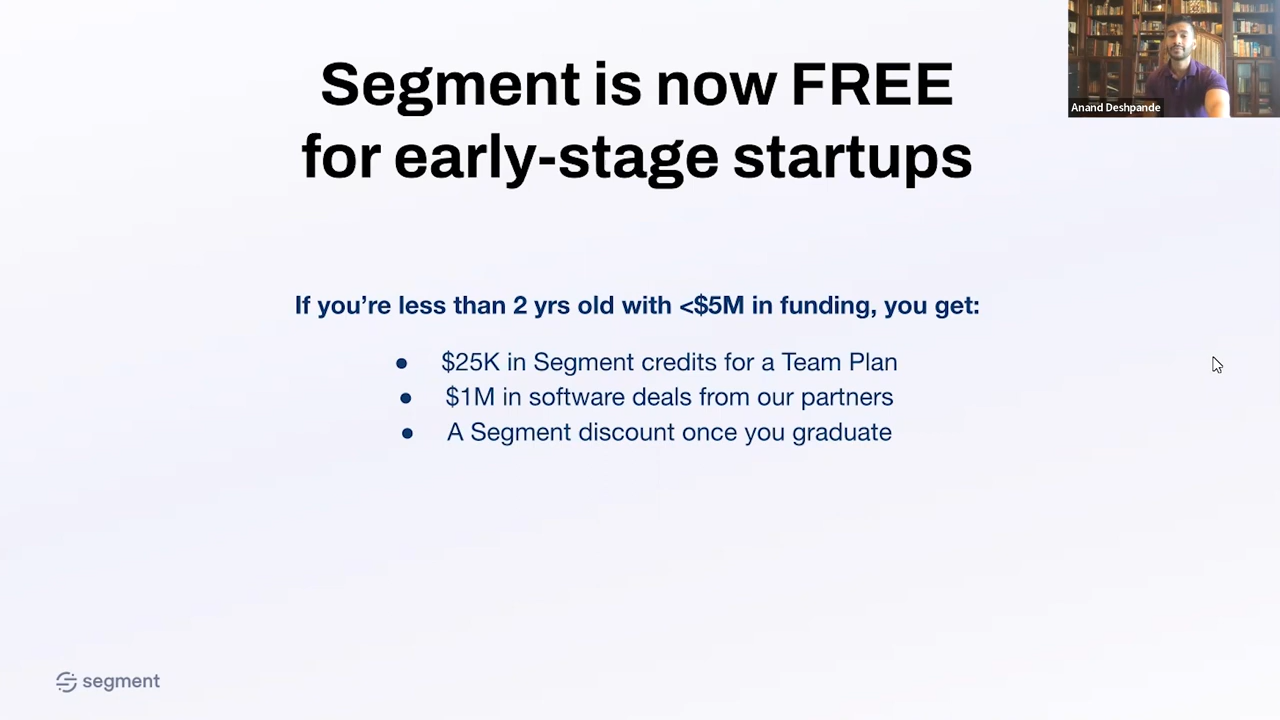 Segment is now FREE
for early-stage startups
Anand Deshpande
If you’re less than 2 yrs old with <$5M in funding, you get:
● $25K in Segment credits for a Team Plan
● $1M in software deals from our partners
● A Segment discount once you graduate
segment